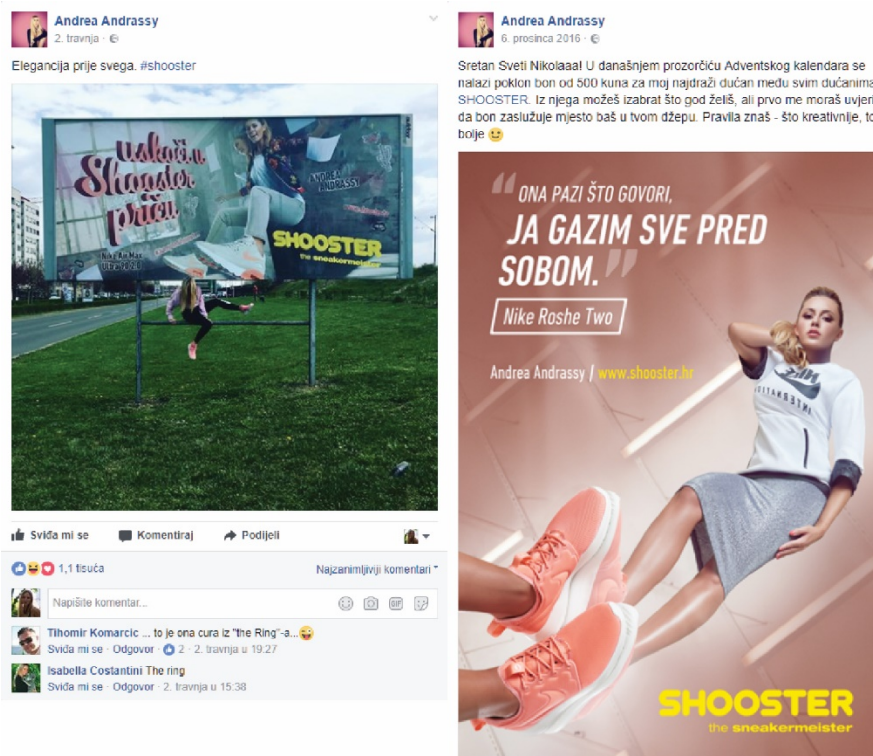 Andrea Andrassy
2. travnja
Elegancija prije svega. #shooster
uskoči u
Shooster
priču
ANDREA
ANDRASSY
Nike Air Max
SHOOSTER
the sneakermeister
Sviđa mi se
Komentiraj
Podijeli
1,1 tisuća
Najzanimljiviji komentari
Napišite komentar...
GIF
Tihomir Komarcic ... to je ona cura iz "the Ring"-a...
Sviđa mi se · Odgovor · 2 · 2. travnja u 19:27
Isabella Costantini The ring
Sviđa mi se · Odgovor · 2. travnja u 15:38
Andrea Andrassy
6. prosinca 2016
Sretan Sveti Nikolaaa! U današnjem prozorčiću Adventskog kalendara se
nalazi poklon bon od 500 kuna za moj najdraži dućan među svim dućanima
SHOOSTER. Iz njega možeš izabrat što god želiš, ali prvo me moraš uvjeri
da bon zaslužuje mjesto baš u tvom džepu. Pravila znaš - što kreativnije, to
bolje
"ONA PAZI ŠTO GOVORI,
JA GAZIM SVE PRED
SOBOM."
Nike Roshe Two
Andrea Andrassy / www.shooster.hr
NIKE
INTERNATIONAL
SHOOSTER
the sneakermeister